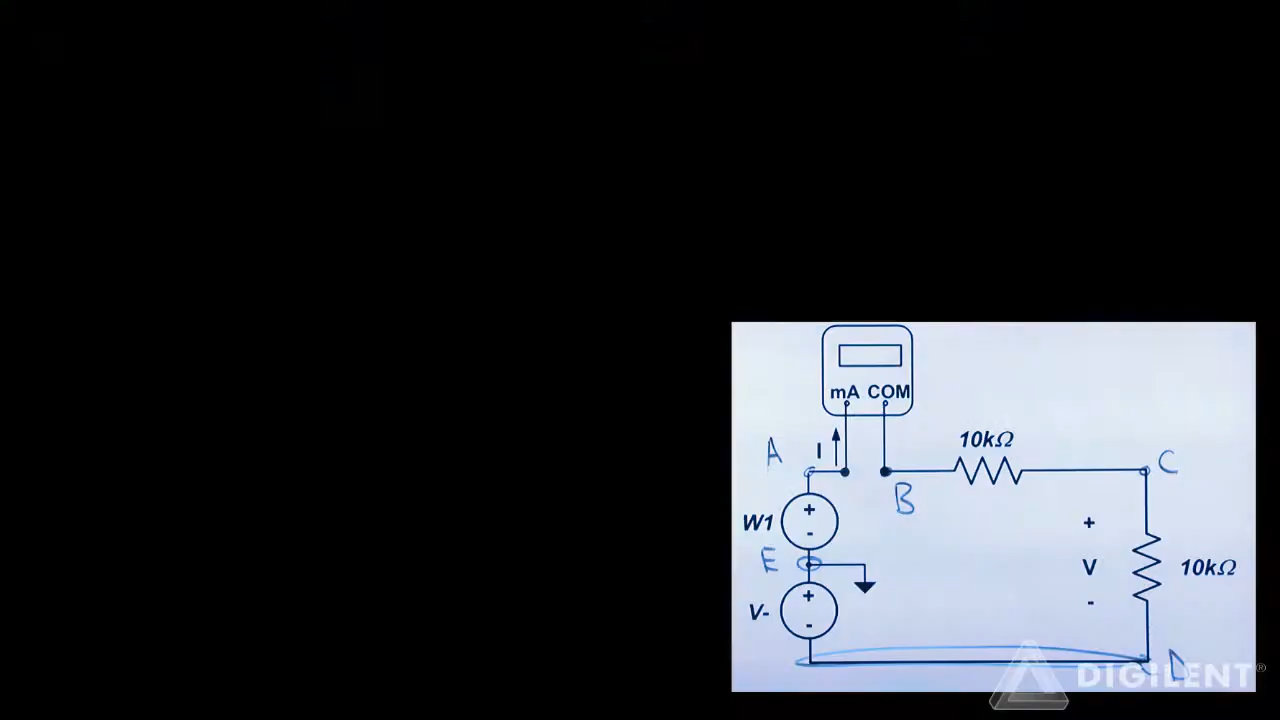 mA COM
10kΩ
A
I
C
B
+
W1
-
+
E
V
10kΩ
+
-
V-
-
D
DIGILENT®